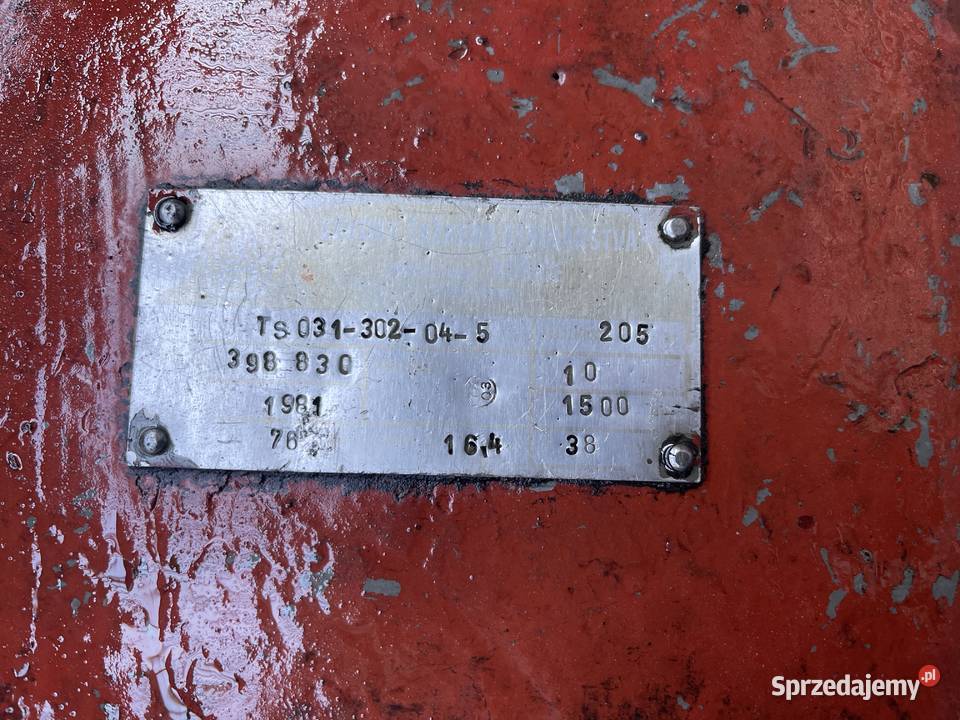 TS 031-302-04-5 205
398 830 10
1981 1500
76 16,4 38
Sprzedajemy.pl